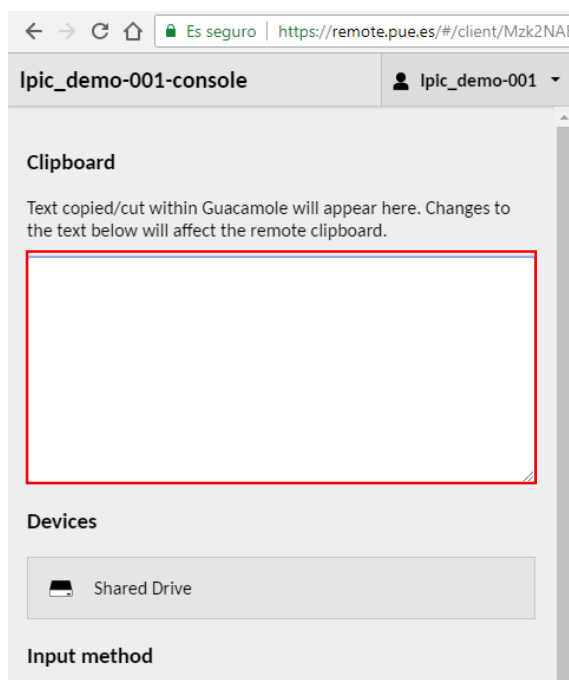 Es seguro | https://remote.pue.es/#/client/Mzk2NA
lpic_demo-001-console
lpic_demo-001
Clipboard
Text copied/cut within Guacamole will appear here. Changes to
the text below will affect the remote clipboard.
Devices
Shared Drive
Input method